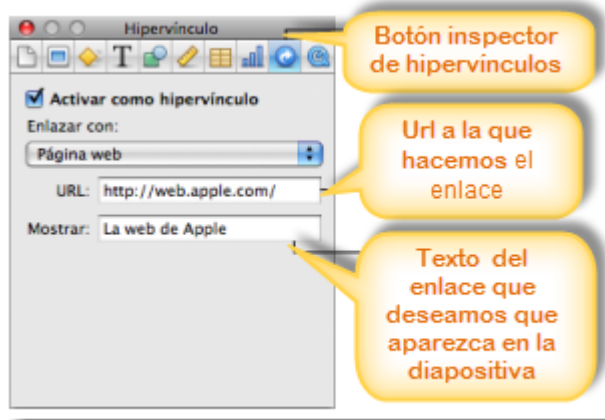 Hipervínculo
Botón inspector
de hipervínculos
Activar como hipervínculo
Enlazar con:
Página web
URL: http://web.apple.com/
Mostrar: La web de Apple
Url a la que
hacemos el
enlace
Texto del
enlace que
deseamos que
aparezca en la
diapositiva